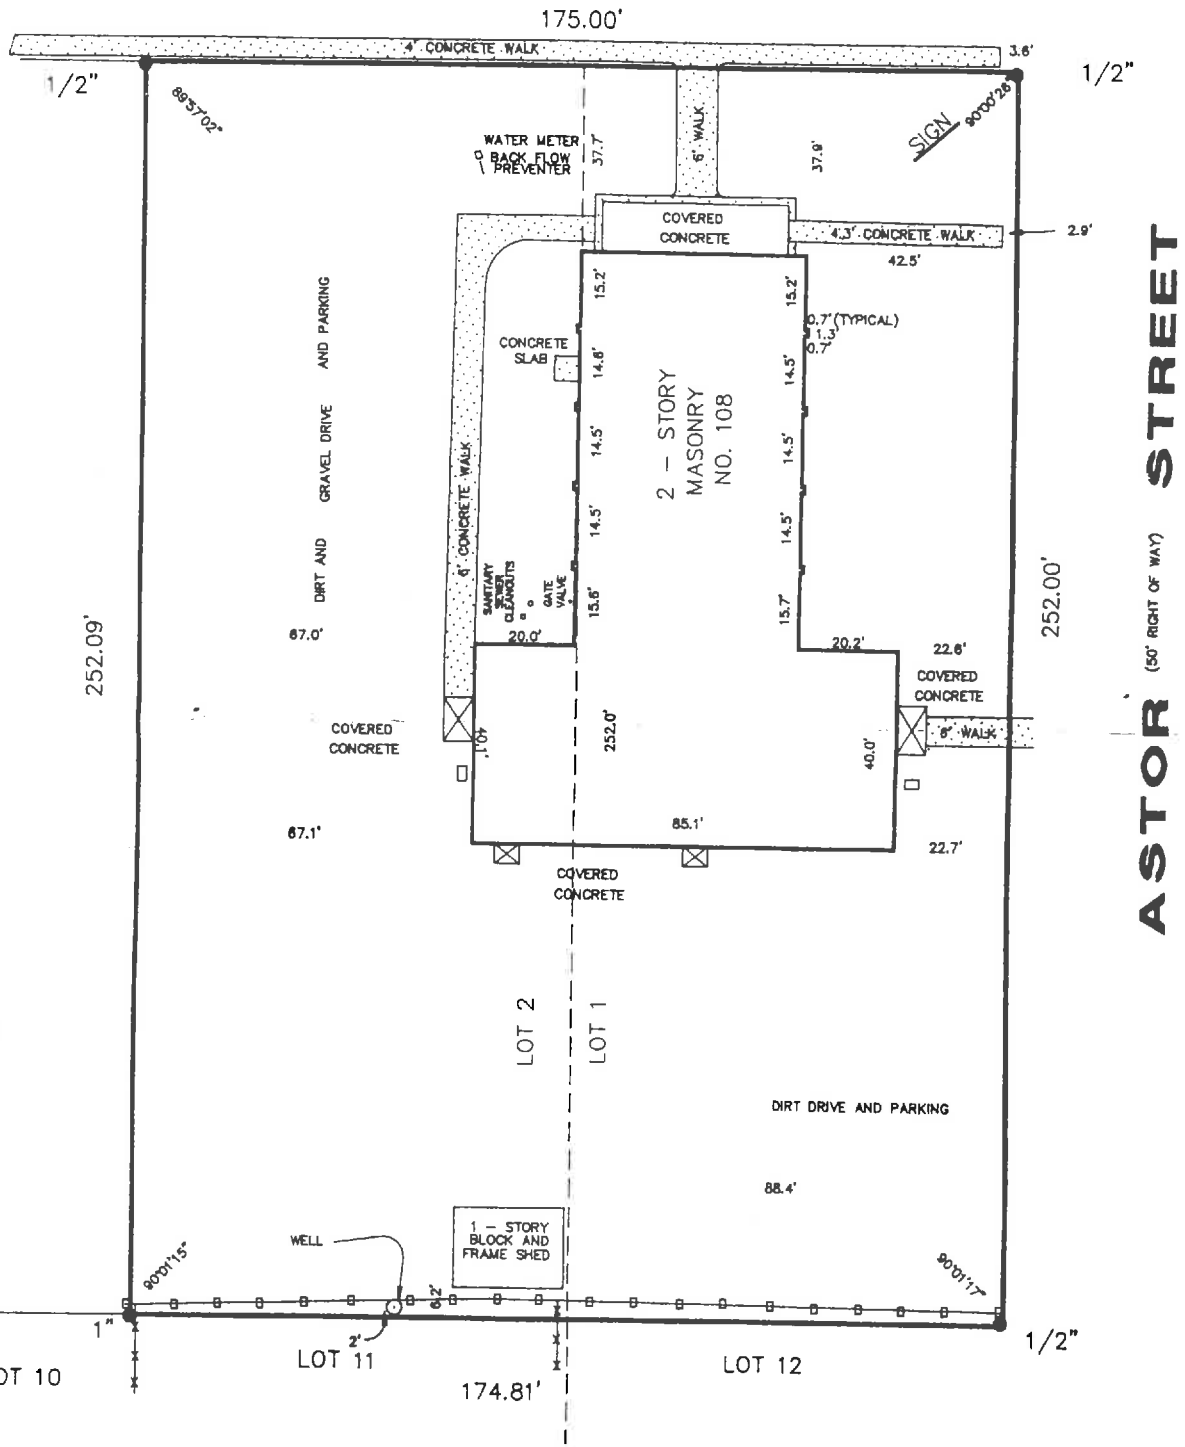 175.00'
4' CONCRETE WALK
3.6'
1/2"
1/2"
89°57'02"
90°00'26"
SIGN
WATER METER
BACK FLOW
PREVENTER
37.7'
6' WALK
37.9'
COVERED
CONCRETE
4.3' CONCRETE WALK
2.9'
42.5'
15.2'
15.2'
0.7' (TYPICAL)
1.3'
0.7'
CONCRETE
SLAB
14.6'
14.5'
DIRT AND GRAVEL DRIVE AND PARKING
2 - STORY
MASONRY
NO. 108
14.5'
14.5'
6' CONCRETE WALK
14.5'
14.5'
SANITARY
SEWER
CLEANOUTS
GATE
VALVE
15.6'
15.7'
67.0'
20.0'
20.2'
22.6'
252.09'
252.00'
ASTOR (50' RIGHT OF WAY) STREET
COVERED
CONCRETE
COVERED
CONCRETE
40.1'
252.0'
40.0'
6' WALK
67.1'
85.1'
22.7'
COVERED
CONCRETE
LOT 2
LOT 1
DIRT DRIVE AND PARKING
88.4'
1 - STORY
BLOCK AND
FRAME SHED
WELL
90°01'15"
90°01'17"
6.2'
1"
2'
1/2"
LOT 11
LOT 12
OT 10
174.81'